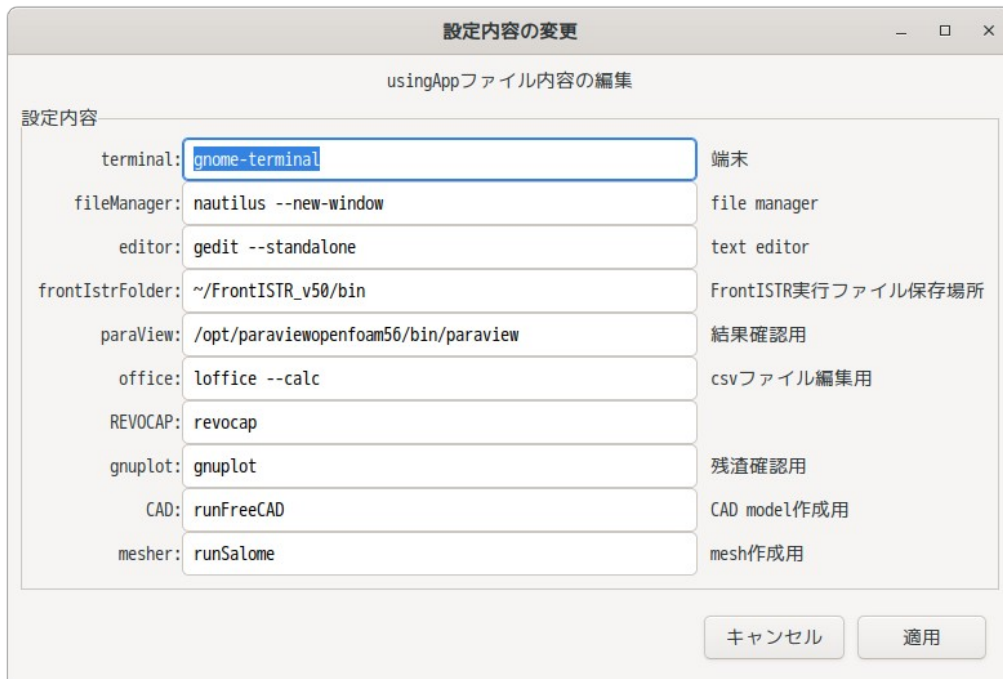 設定内容の変更
usingAppファイル内容の編集
設定内容
terminal: gnome-terminal 端末
fileManager: nautilus --new-window file manager
editor: gedit --standalone text editor
frontIstrFolder: ~/FrontISTR_v50/bin FrontISTR実行ファイル保存場所
paraView: /opt/paraviewopenfoam56/bin/paraview 結果確認用
office: loffice --calc csvファイル編集用
REVOCAP: revocap
gnuplot: gnuplot 残渣確認用
CAD: runFreeCAD CAD model作成用
mesher: runSalome mesh作成用
キャンセル 適用